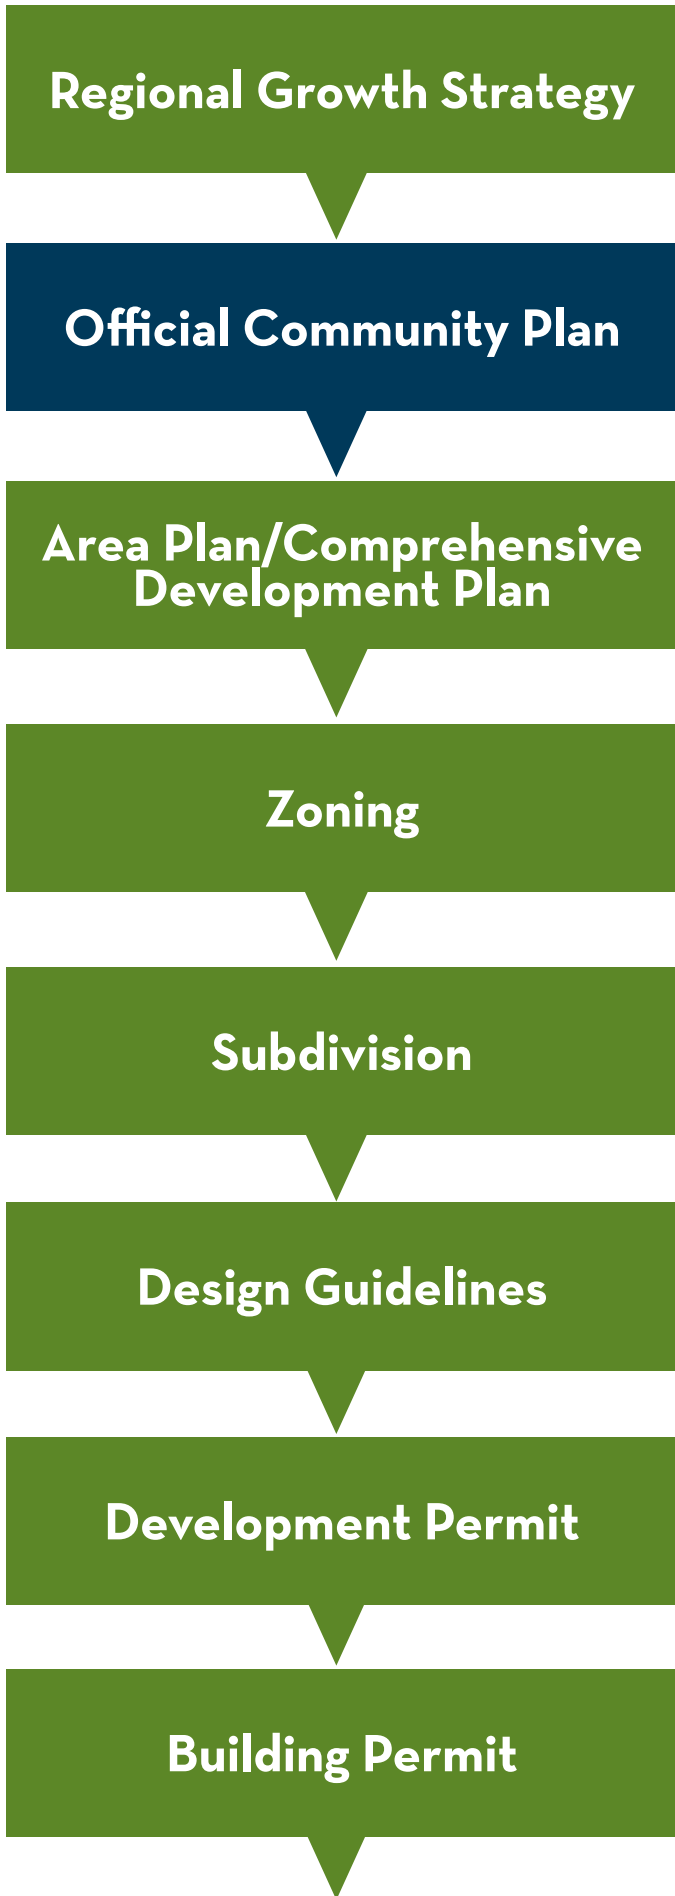 Regional Growth Strategy
Official Community Plan
Area Plan/Comprehensive
Development Plan
Zoning
Subdivision
Design Guidelines
Development Permit
Building Permit